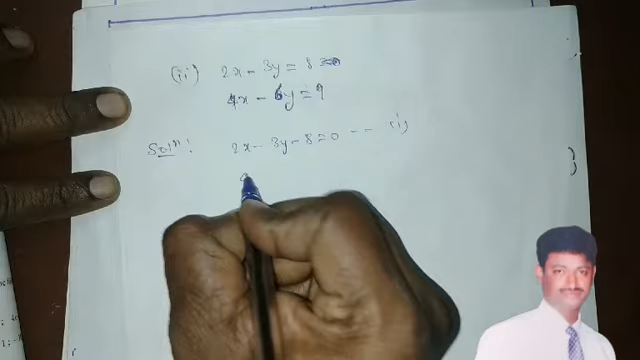 (ii) 2x - 3y = 8
4x - 6y = 9
Solⁿ: 2x - 3y - 8 = 0 -- (i)